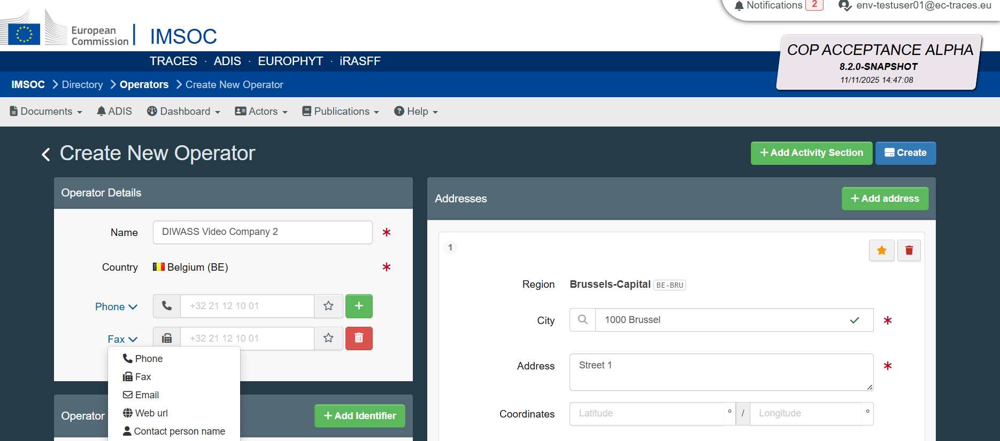 Notifications 2 env-testuser01@ec-traces.eu
European
Commission
IMSOC
TRACES · ADIS · EUROPHYT · iRASFF
COP ACCEPTANCE ALPHA
8.2.0-SNAPSHOT
11/11/2025 14:47:08
IMSOC Directory Operators Create New Operator
Documents ADIS Dashboard Actors Publications Help
Create New Operator
+ Add Activity Section Create
Operator Details
Name DIWASS Video Company 2 *
Country Belgium (BE) *
Phone +32 21 12 10 01 +
Fax +32 21 12 10 01
Phone
Fax
Email
Web url
Contact person name
Operator + Add Identifier
Addresses + Add address
1
Region Brussels-Capital BE-BRU
City 1000 Brussel *
Address Street 1 *
Coordinates Latitude º / Longitude º